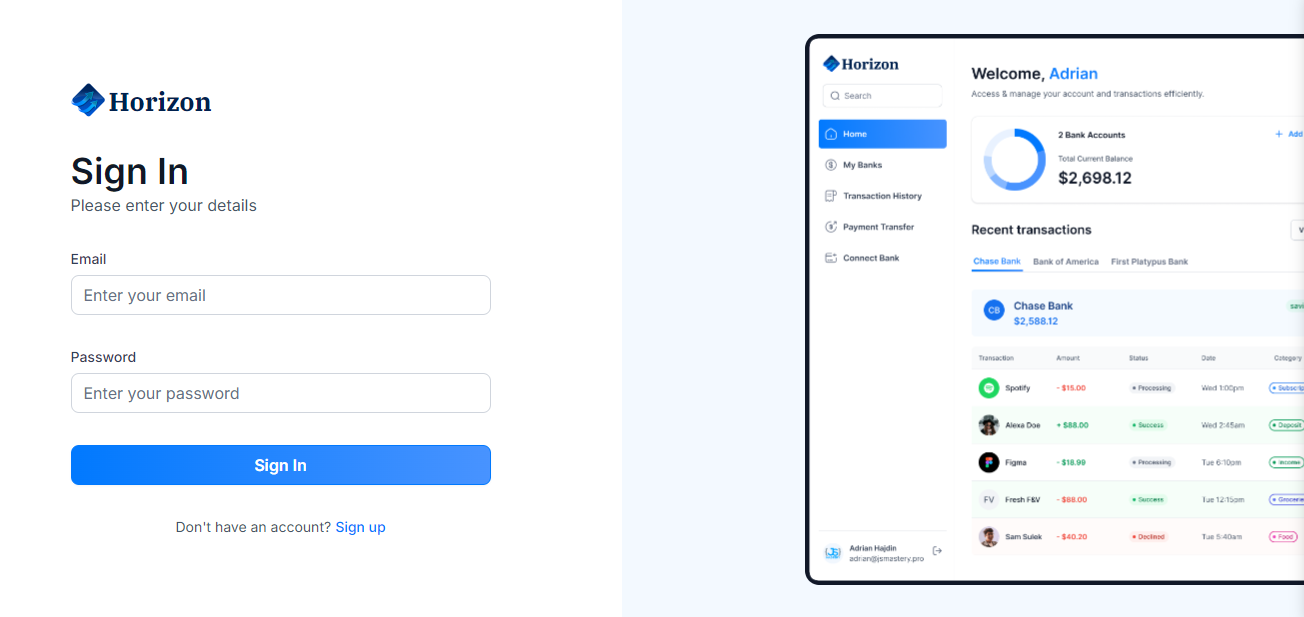 Horizon
Sign In
Please enter your details
Email
Enter your email
Password
Enter your password
Sign In
Don't have an account? Sign up
Horizon
Search
Home
My Banks
Transaction History
Payment Transfer
Connect Bank
Adrian Hajdin
adrian@jsmastery.pro
Welcome, Adrian
Access & manage your account and transactions efficiently.
2 Bank Accounts
+ Add
Total Current Balance
$2,698.12
Recent transactions
Chase Bank Bank of America First Platypus Bank
CB Chase Bank
$2,588.12
Transaction Amount Status Date Category
Spotify - $15.00 Processing Wed 1:00pm
Alexa Doe + $88.00 Success Wed 2:45am Deposit
Figma - $18.99 Processing Tue 6:10pm Income
FV Fresh F&V - $88.00 Success Tue 12:15pm
Sam Sulek - $40.20 Declined Tue 5:40am Food